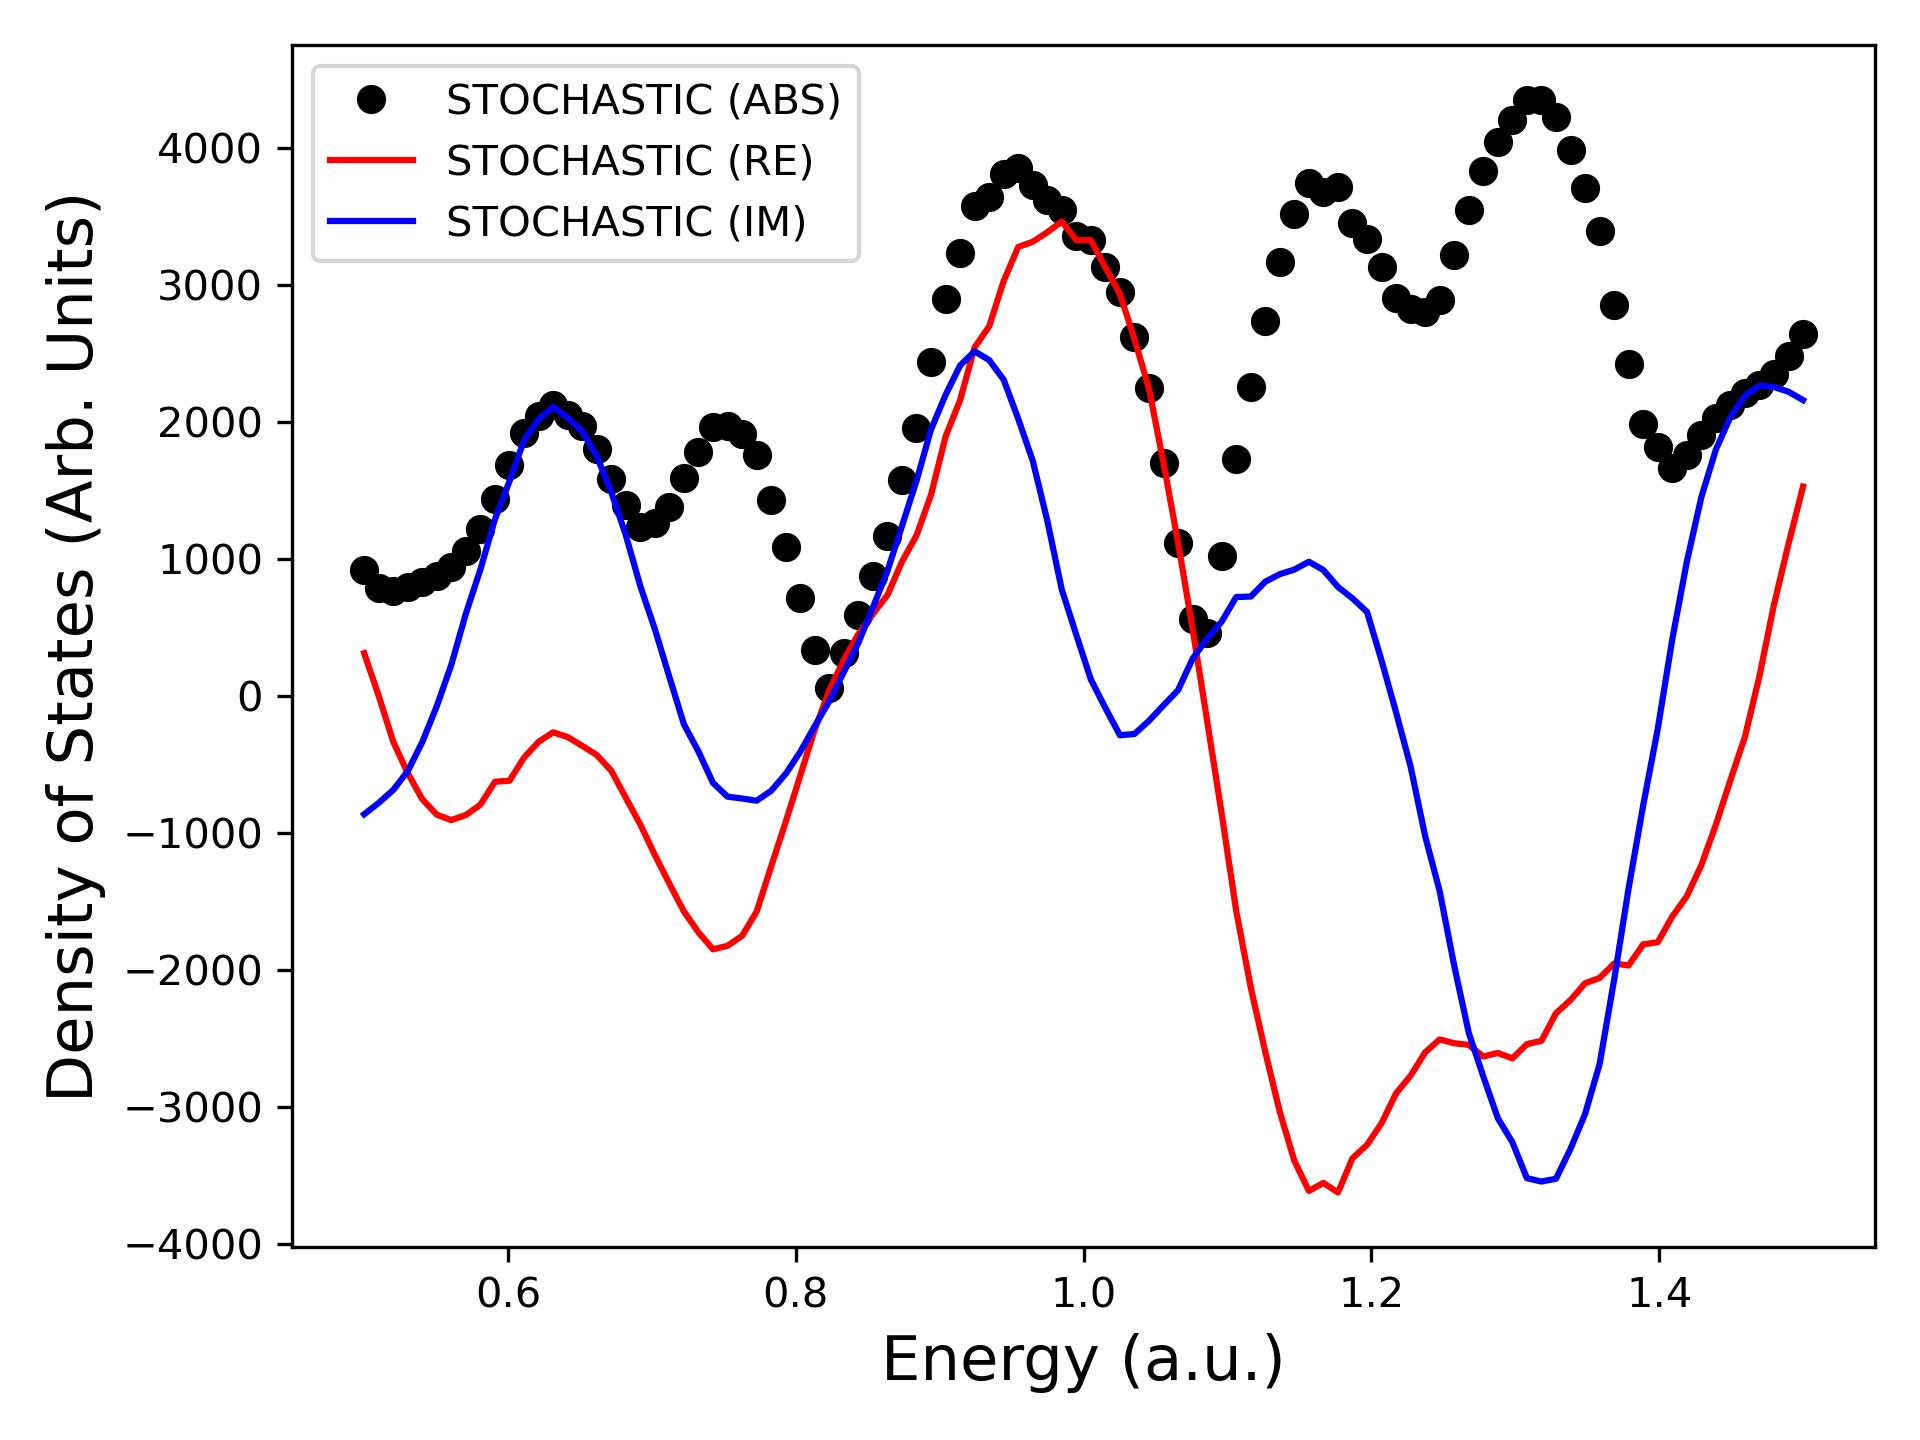 STOCHASTIC (ABS)
STOCHASTIC (RE)
STOCHASTIC (IM)
Density of States (Arb. Units)
4000
3000
2000
1000
0
−1000
−2000
−3000
−4000
0.6 0.8 1.0 1.2 1.4
Energy (a.u.)